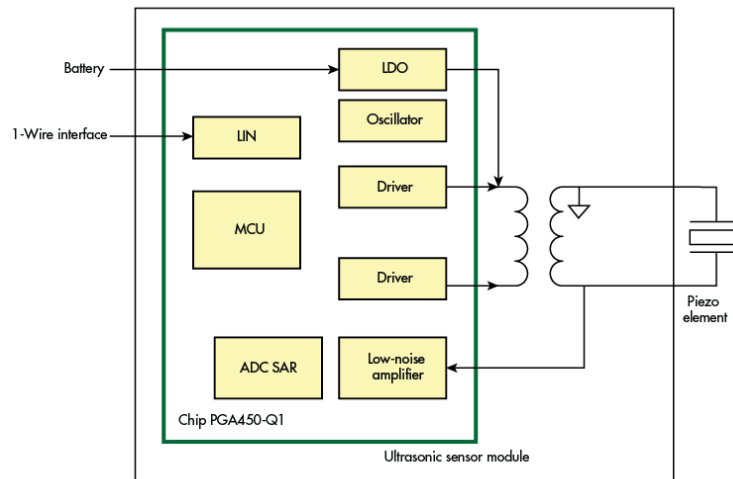 Battery
LDO
Oscillator
1-Wire interface
LIN
Driver
MCU
Driver
Piezo
element
ADC SAR
Low-noise
amplifier
Chip PGA450-Q1
Ultrasonic sensor module